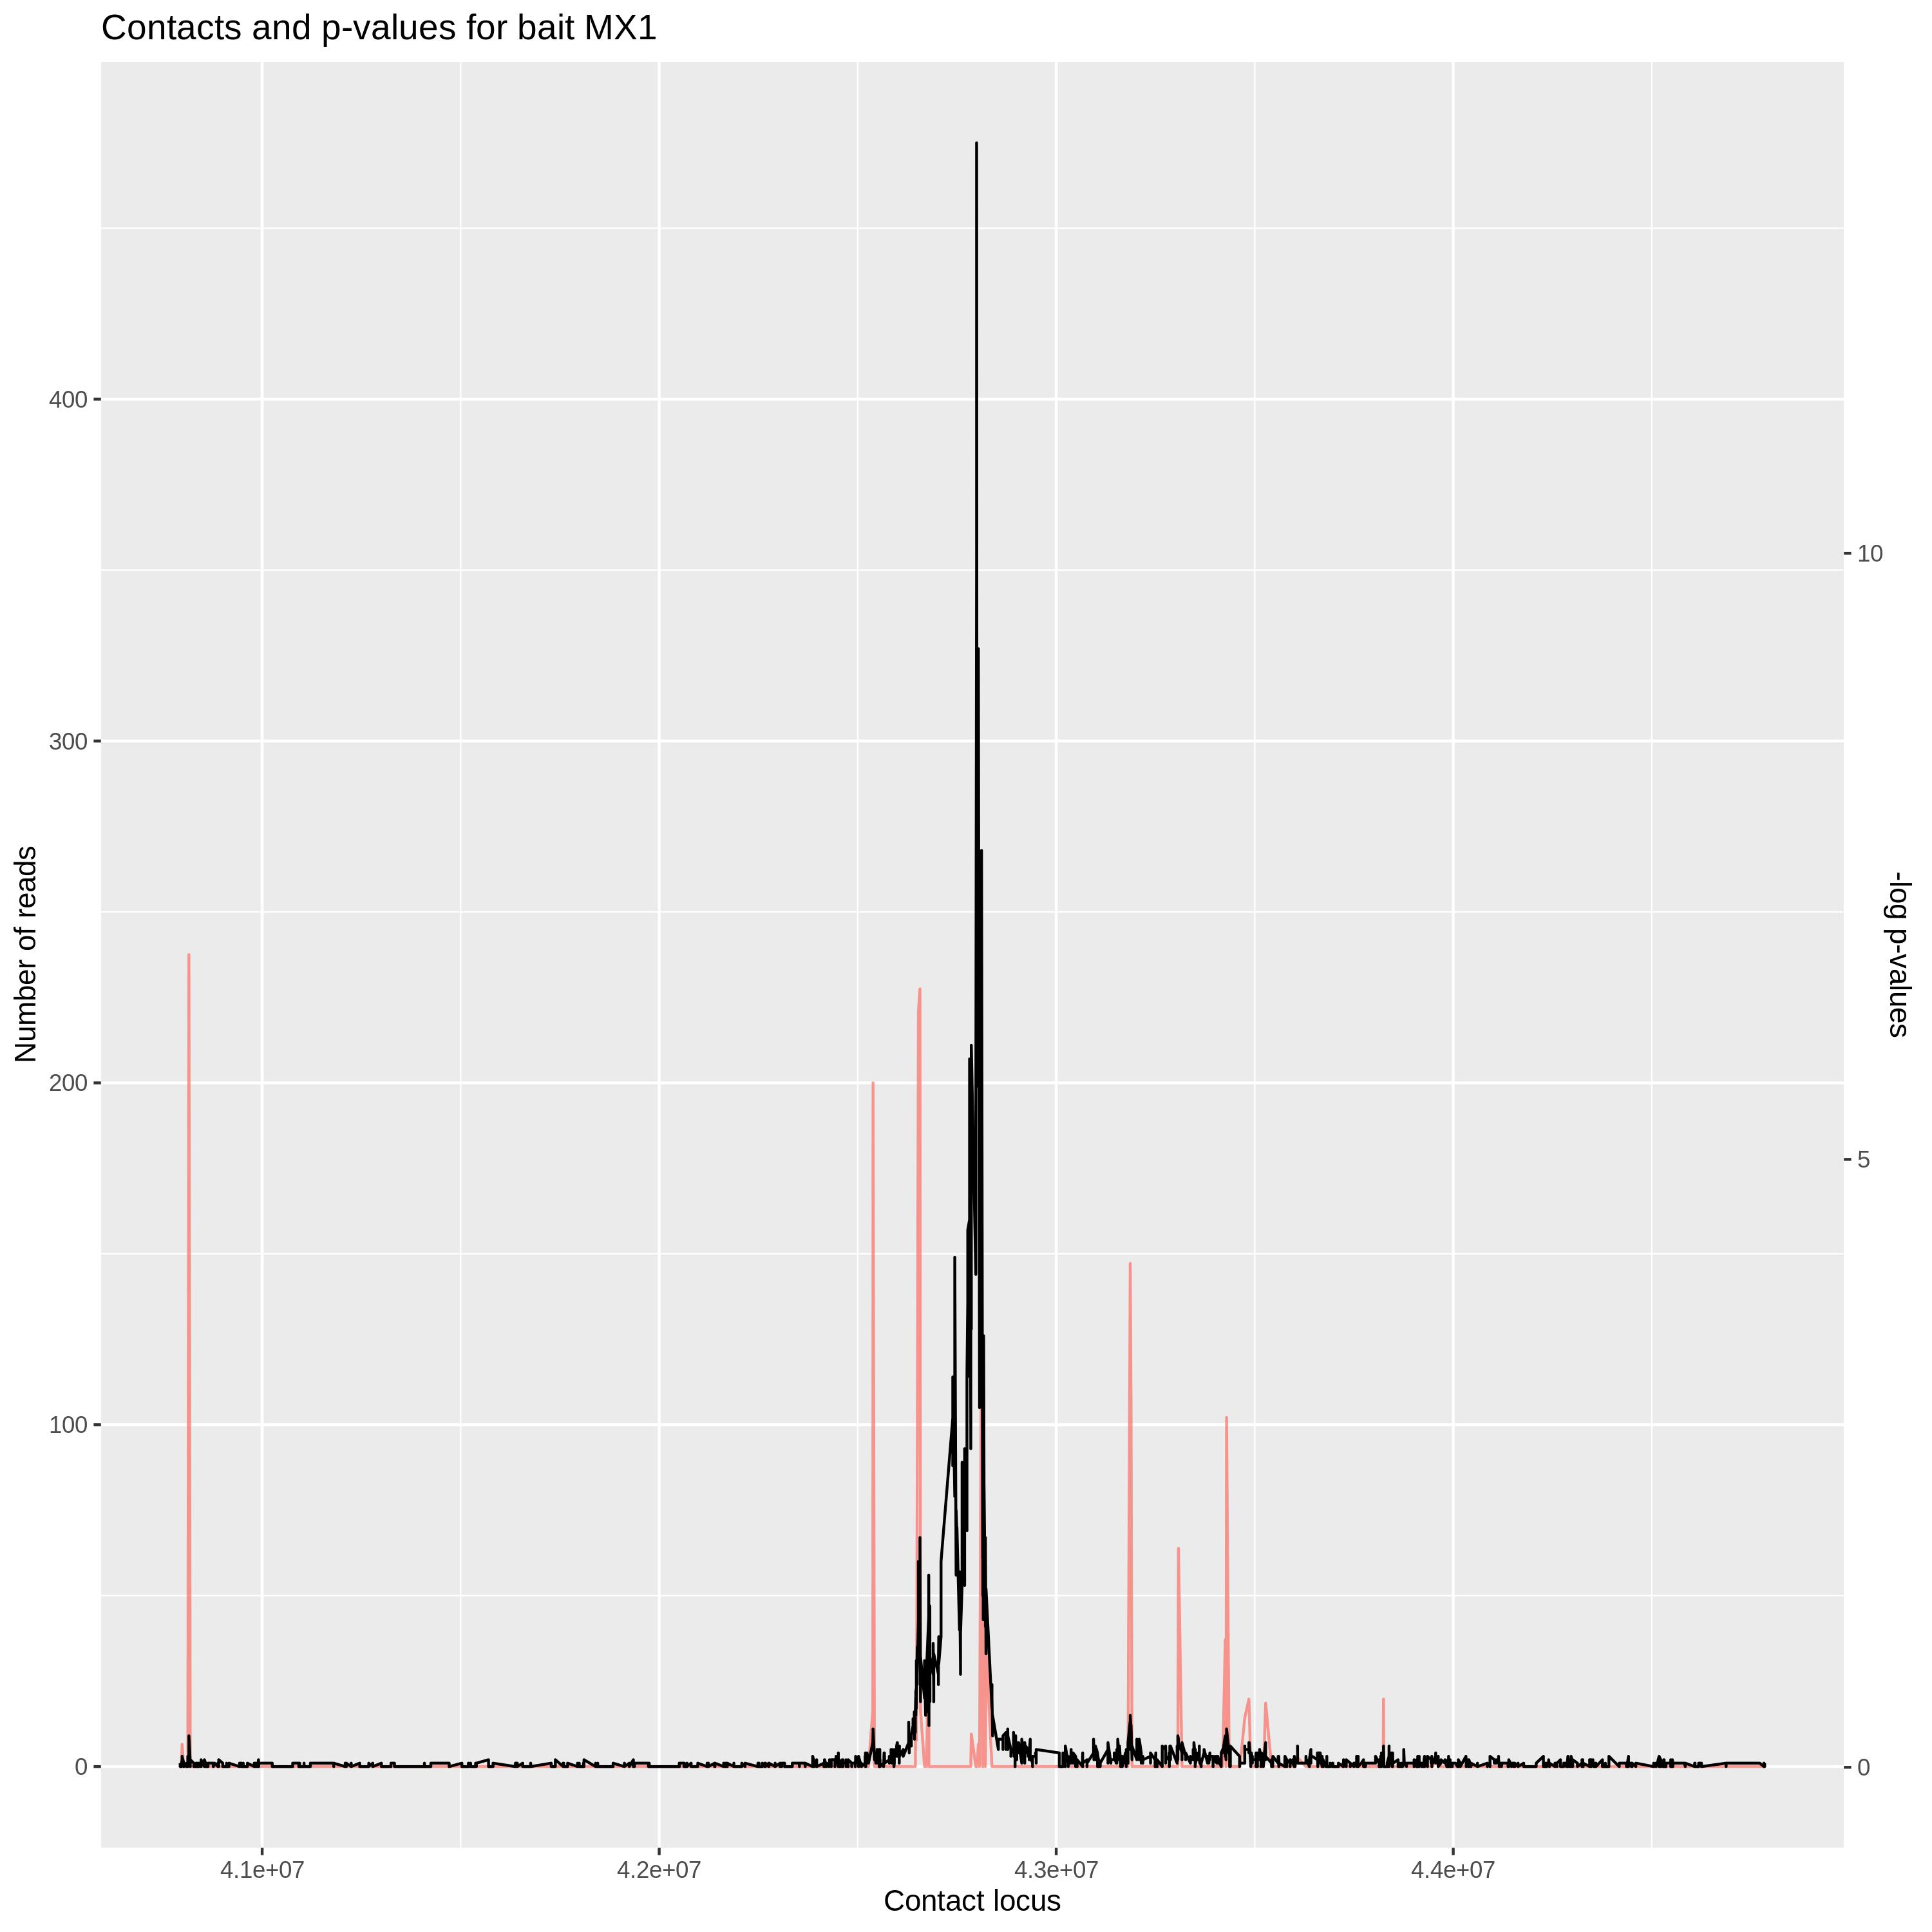 Contacts and p-values for bait MX1
400
300
200
100
0
Number of reads
10
5
0
-log p-values
4.1e+07
4.2e+07
4.3e+07
4.4e+07
Contact locus